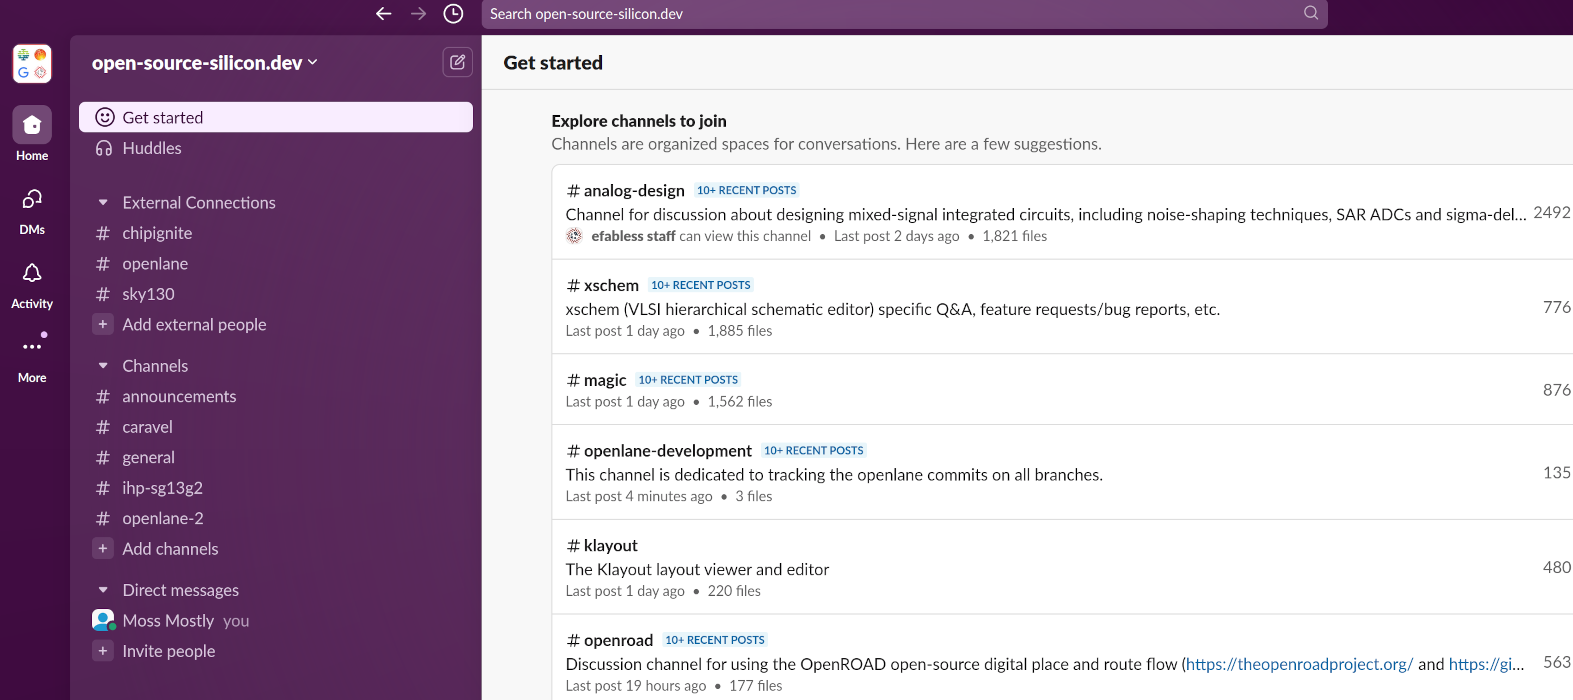 Search open-source-silicon.dev
open-source-silicon.dev
Get started
Home
Get started
Huddles
DMs
External Connections
# chipignite
# openlane
Activity
# sky130
+ Add external people
More
Channels
# announcements
# caravel
# general
# ihp-sg13g2
# openlane-2
+ Add channels
Direct messages
Moss Mostly you
+ Invite people
Explore channels to join
Channels are organized spaces for conversations. Here are a few suggestions.
# analog-design 10+ RECENT POSTS
Channel for discussion about designing mixed-signal integrated circuits, including noise-shaping techniques, SAR ADCs and sigma-del... 2492
efabless staff can view this channel • Last post 2 days ago • 1,821 files
# xschem 10+ RECENT POSTS
xschem (VLSI hierarchical schematic editor) specific Q&A, feature requests/bug reports, etc. 776
Last post 1 day ago • 1,885 files
# magic 10+ RECENT POSTS
876
Last post 1 day ago • 1,562 files
# openlane-development 10+ RECENT POSTS
This channel is dedicated to tracking the openlane commits on all branches. 135
Last post 4 minutes ago • 3 files
# klayout
The Klayout layout viewer and editor 480
Last post 1 day ago • 220 files
# openroad 10+ RECENT POSTS
Discussion channel for using the OpenROAD open-source digital place and route flow (https://theopenroadproject.org/ and https://gi... 563
Last post 19 hours ago • 177 files